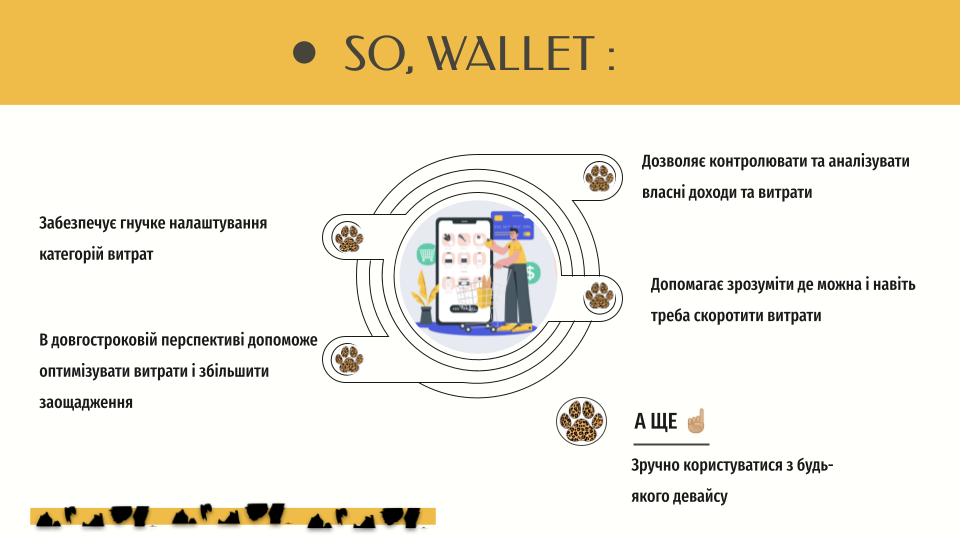 ● SO, WALLET :
Забезпечує гнучке налаштування
категорій витрат
В довгостроковій перспективі допоможе
оптимізувати витрати і збільшити
заощадження
Дозволяє контролювати та аналізувати
власні доходи та витрати
Допомагає зрозуміти де можна і навіть
треба скоротити витрати
А ЩЕ ☝🏼
Зручно користуватися з будь-
якого девайсу